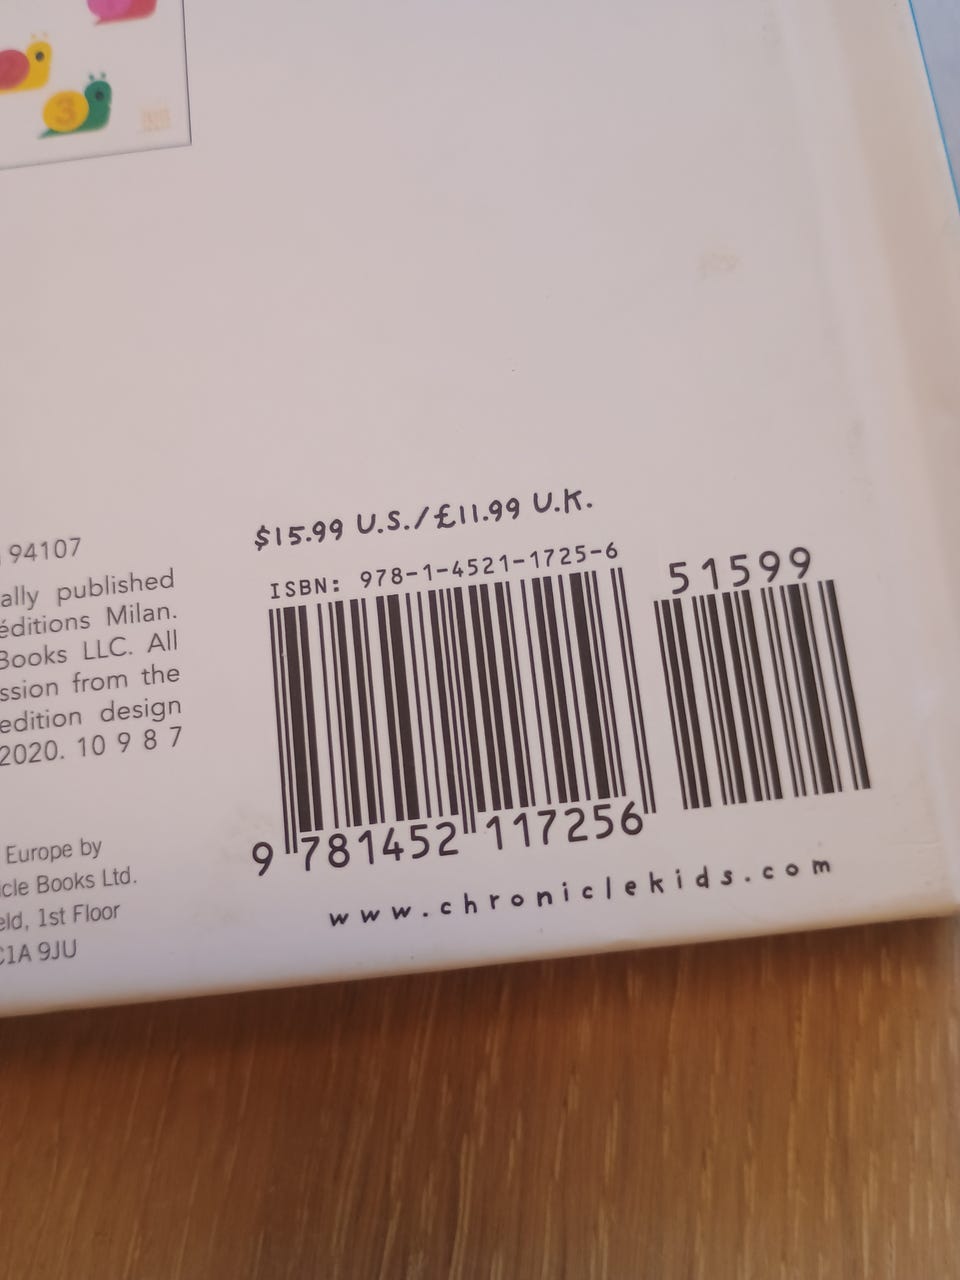 3
94107
ally published
éditions Milan.
Books LLC. All
ssion from the
edition design
2020. 10 9 8 7
Europe by
cle Books Ltd.
eld, 1st Floor
C1A 9JU
$15.99 U.S./£11.99 U.K.
ISBN: 978-1-4521-1725-6
51599
9 781452 117256
www.chroniclekids.com